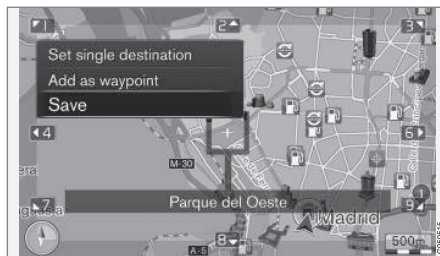 1
2
3
Set single destination
Add as waypoint
Save
4
6
M-30
Parque del Oeste
7
1
9
Madrid
8
A-5
500m